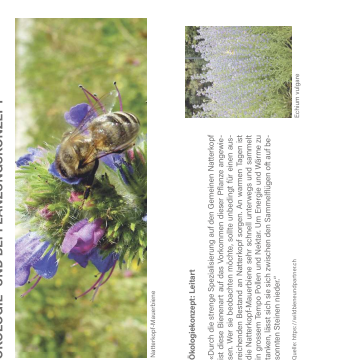 ÖKOLOGIE- UND BEPFLANZUNGSKONZEPT
Natterkopf-Mauerbiene
Echium vulgare
Ökologiekonzept: Leitart
«Durch die strenge Spezialisierung auf den Gemeinen Natterkopf
ist diese Bienenart auf das Vorkommen dieser Pflanze angewie-
sen. Wer sie beobachten möchte, sollte unbedingt für einen aus-
reichenden Bestand an Natterkopf sorgen. An warmen Tagen ist
die Natterkopf-Mauerbiene sehr schnell unterwegs und sammelt
in grossem Tempo Pollen und Nektar. Um Energie und Wärme zu
tanken, lässt sich sie sich zwischen den Sammelflügen oft auf be-
sonnten Steinen nieder.»
Quelle: https://wildbieneundpartner.ch